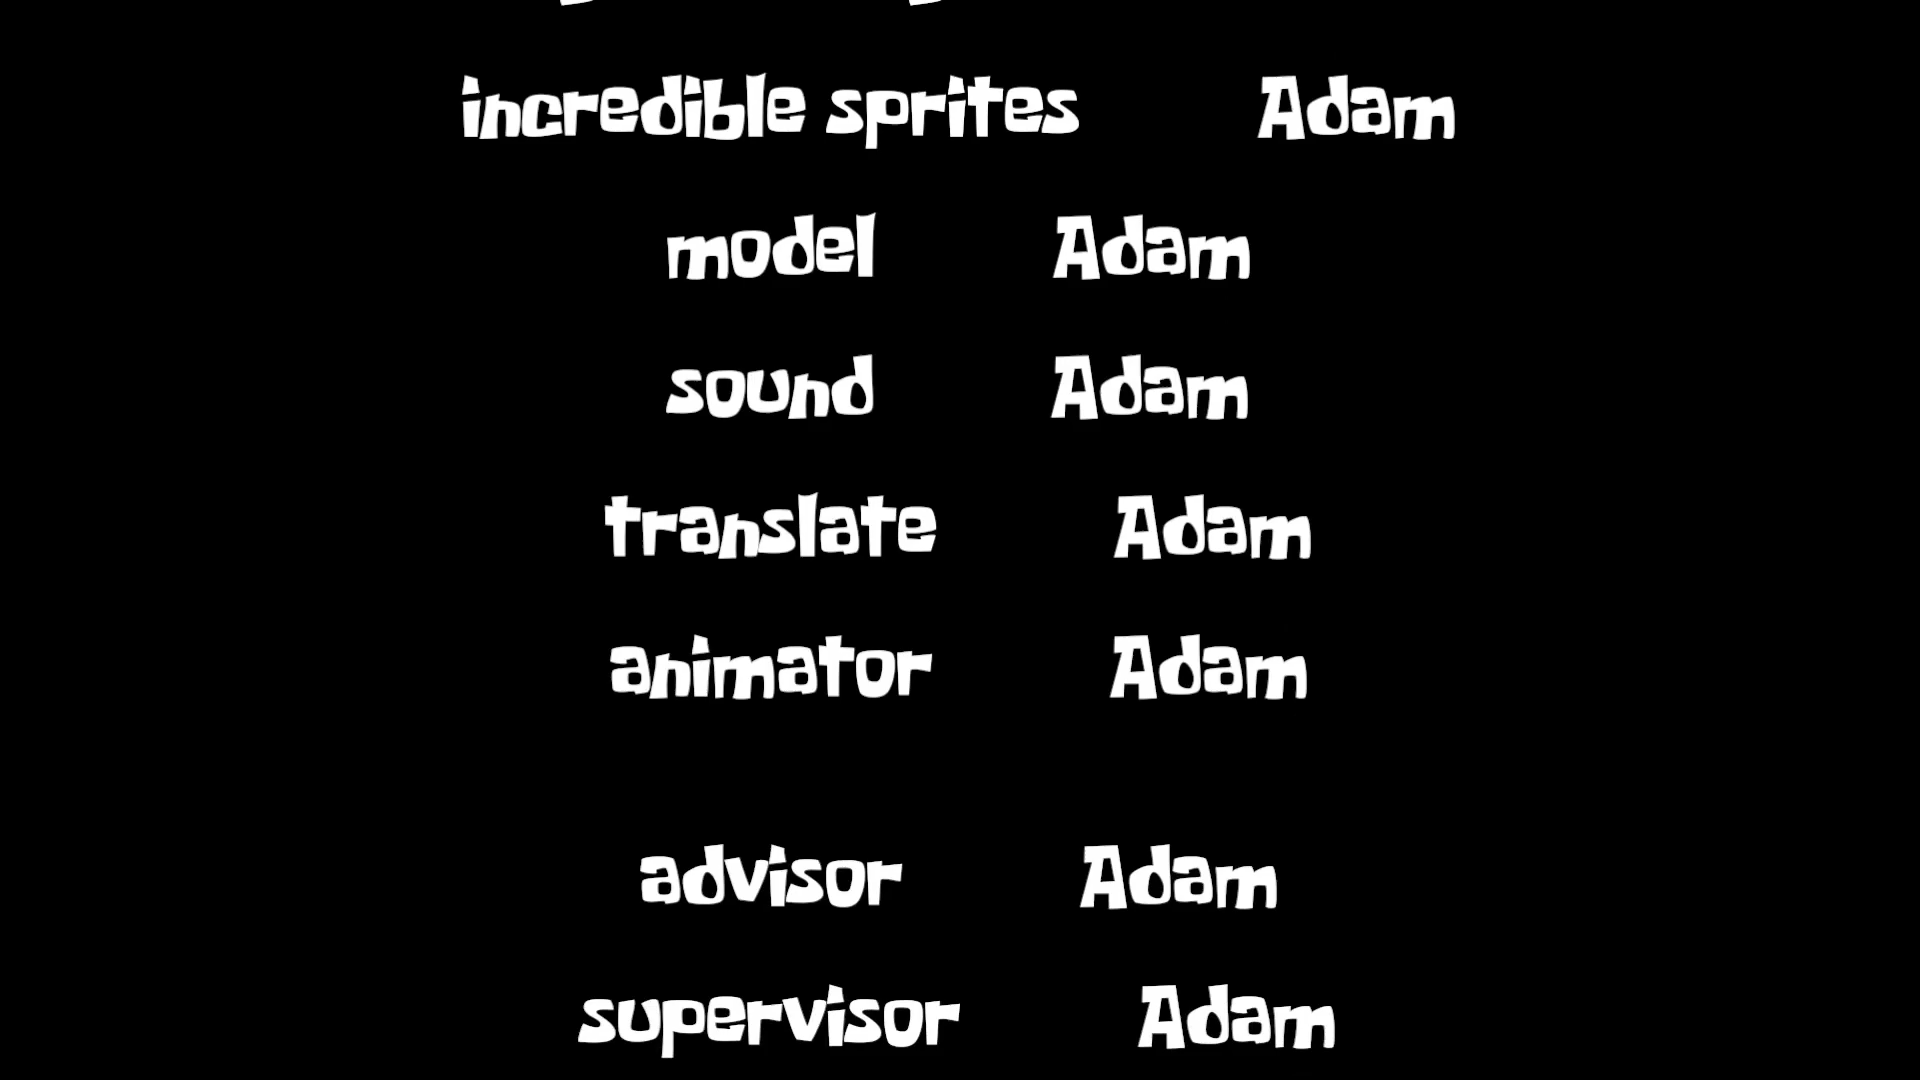 incredible sprites Adam
model Adam
sound Adam
translate Adam
animator Adam
advisor Adam
supervisor Adam